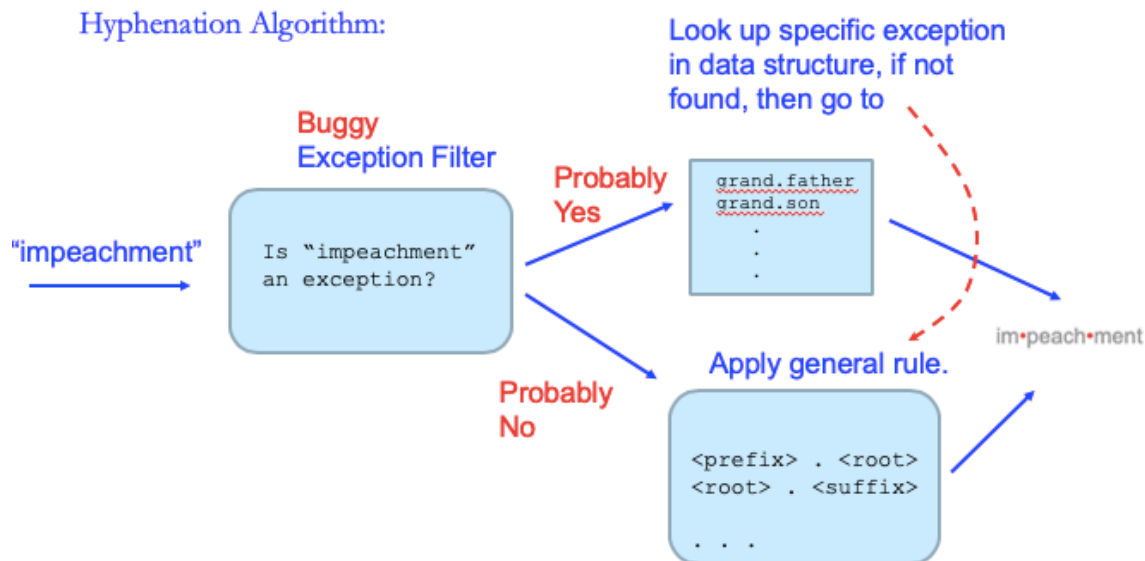 Hyphenation Algorithm:
Look up specific exception
in data structure, if not
found, then go to
Buggy
Exception Filter
Probably
Yes
grand.father
grand.son
.
.
.
“impeachment”
Is “impeachment”
an exception?
im•peach•ment
Apply general rule.
Probably
No
<prefix> . <root>
<root> . <suffix>
. . .